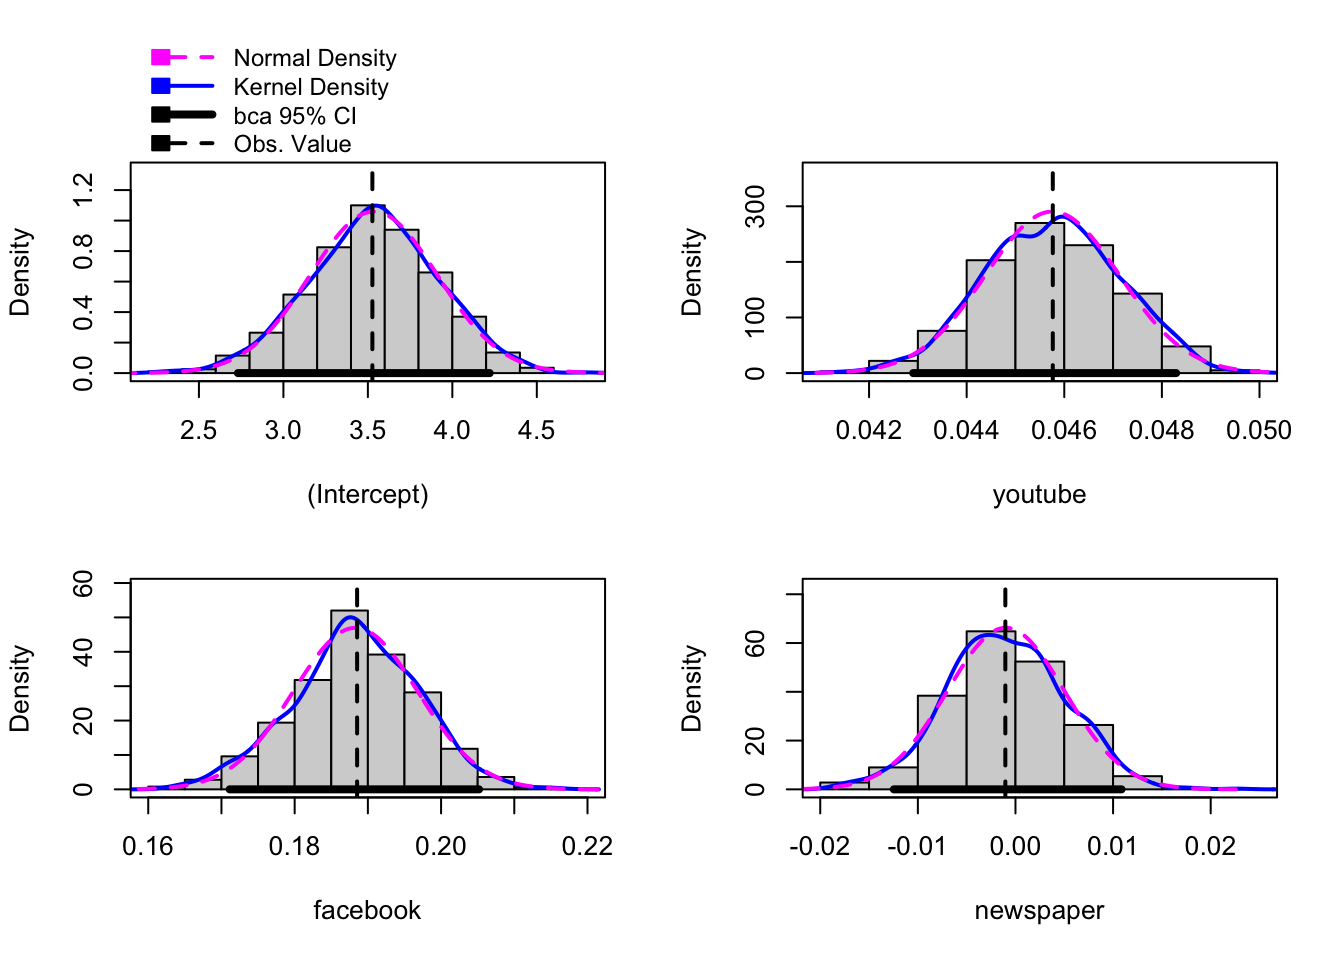 Normal Density
Kernel Density
bca 95% CI
Obs. Value
Density
0.0 0.4 0.8 1.2
2.5 3.0 3.5 4.0 4.5
(Intercept)
Density
0 100 300
0.042 0.044 0.046 0.048 0.050
youtube
Density
0 20 40 60
0.16 0.18 0.20 0.22
facebook
Density
0 20 60
-0.02 -0.01 0.00 0.01 0.02
newspaper